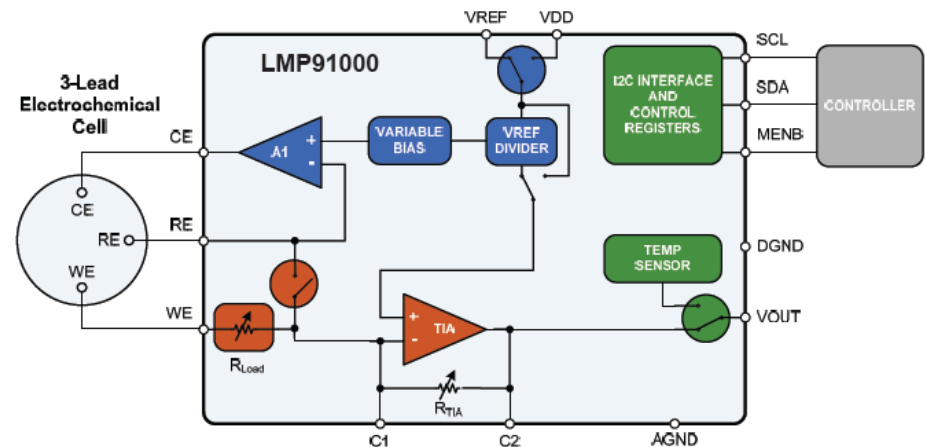 VREF VDD
LMP91000
3-Lead
Electrochemical
Cell
CE
A1
+
-
VARIABLE
BIAS
VREF
DIVIDER
I2C INTERFACE
AND
CONTROL
REGISTERS
SCL
SDA
MENB
CONTROLLER
CE
RE
WE
RE
WE
RLoad
+
-
TIA
RTIA
TEMP
SENSOR
DGND
VOUT
C1
C2
AGND